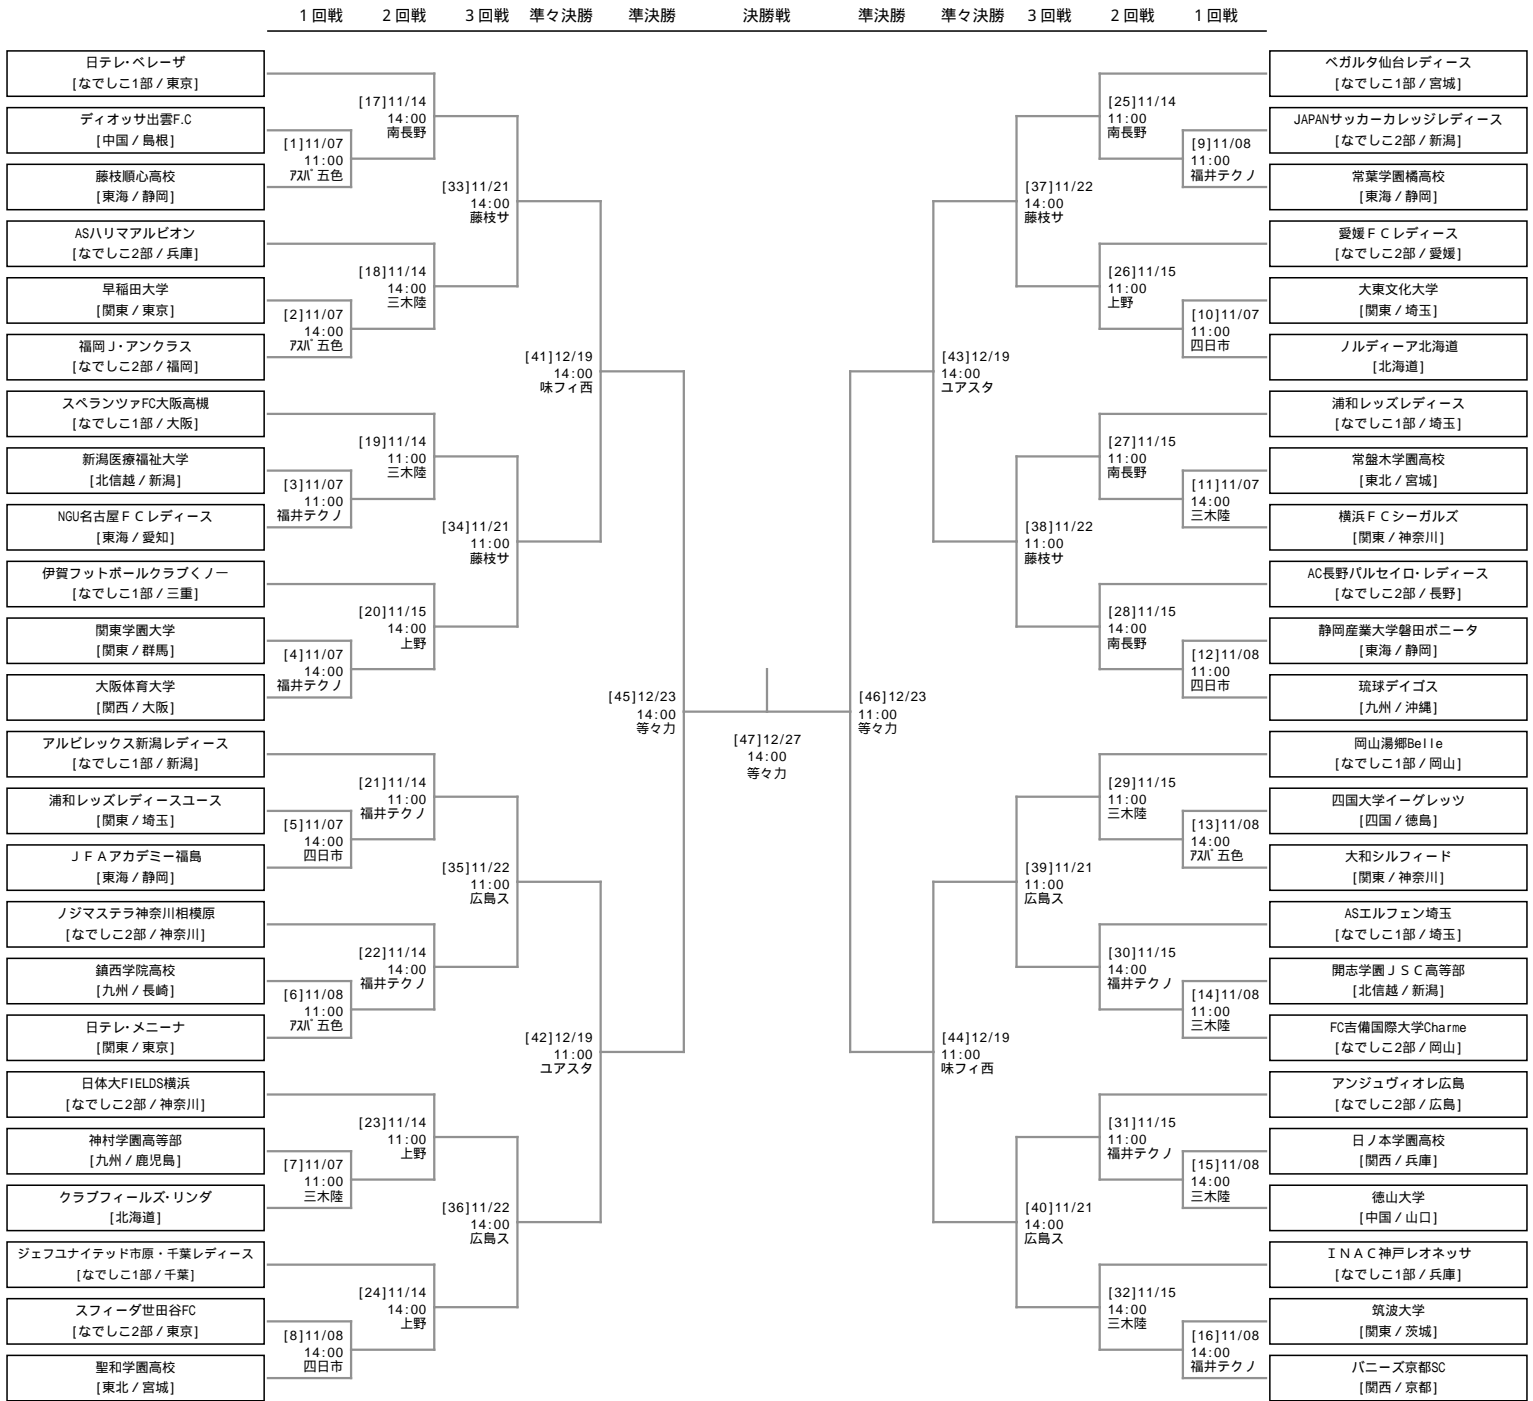 1回戦 2回戦 3回戦 準々決勝 準決勝 決勝戦 準決勝 準々決勝 3回戦 2回戦 1回戦
日テレ・ベレーザ
[なでしこ1部 / 東京]
ディオッサ出雲F.C
[中国 / 島根]
藤枝順心高校
[東海 / 静岡]
ASハリマアルビオン
[なでしこ2部 / 兵庫]
早稲田大学
[関東 / 東京]
福岡J・アンクラス
[なでしこ2部 / 福岡]
スペランツァFC大阪高槻
[なでしこ1部 / 大阪]
新潟医療福祉大学
[北信越 / 新潟]
NGU名古屋FCレディース
[東海 / 愛知]
伊賀フットボールクラブくノ一
[なでしこ1部 / 三重]
関東学園大学
[関東 / 群馬]
大阪体育大学
[関西 / 大阪]
アルビレックス新潟レディース
[なでしこ1部 / 新潟]
浦和レッズレディースユース
[関東 / 埼玉]
JFAアカデミー福島
[東海 / 静岡]
ノジマステラ神奈川相模原
[なでしこ2部 / 神奈川]
鎮西学院高校
[九州 / 長崎]
日テレ・メニーナ
[関東 / 東京]
日体大FIELDS横浜
[なでしこ2部 / 神奈川]
神村学園高等部
[九州 / 鹿児島]
クラブフィールズ・リンダ
[北海道]
ジェフユナイテッド市原・千葉レディース
[なでしこ1部 / 千葉]
スフィーダ世田谷FC
[なでしこ2部 / 東京]
聖和学園高校
[東北 / 宮城]
[1]11/07
11:00
アスパ五色
[2]11/07
14:00
アスパ五色
[3]11/07
11:00
福井テクノ
[4]11/07
14:00
福井テクノ
[5]11/07
14:00
四日市
[6]11/08
11:00
アスパ五色
[7]11/07
11:00
三木陸
[8]11/08
14:00
四日市
[17]11/14
14:00
南長野
[18]11/14
14:00
三木陸
[19]11/14
11:00
三木陸
[20]11/15
14:00
上野
[21]11/14
11:00
福井テクノ
[22]11/14
14:00
福井テクノ
[23]11/14
11:00
上野
[24]11/14
14:00
上野
[33]11/21
14:00
藤枝サ
[34]11/21
11:00
藤枝サ
[35]11/22
11:00
広島ス
[36]11/22
14:00
広島ス
[41]12/19
14:00
味フィ西
[42]12/19
11:00
ユアスタ
[45]12/23
14:00
等々力
[47]12/27
14:00
等々力
[46]12/23
11:00
等々力
[43]12/19
14:00
ユアスタ
[44]12/19
11:00
味フィ西
[37]11/22
14:00
藤枝サ
[38]11/22
11:00
藤枝サ
[39]11/21
11:00
広島ス
[40]11/21
14:00
広島ス
[25]11/14
11:00
南長野
[26]11/15
11:00
上野
[27]11/15
11:00
南長野
[28]11/15
14:00
南長野
[29]11/15
11:00
三木陸
[30]11/15
14:00
福井テクノ
[31]11/15
11:00
福井テクノ
[32]11/15
14:00
三木陸
[9]11/08
11:00
福井テクノ
[10]11/07
11:00
四日市
[11]11/07
14:00
三木陸
[12]11/08
11:00
四日市
[13]11/08
14:00
アスパ五色
[14]11/08
11:00
三木陸
[15]11/08
14:00
三木陸
[16]11/08
14:00
福井テクノ
ベガルタ仙台レディース
[なでしこ1部 / 宮城]
JAPANサッカーカレッジレディース
[なでしこ2部 / 新潟]
常葉学園橘高校
[東海 / 静岡]
愛媛FCレディース
[なでしこ2部 / 愛媛]
大東文化大学
[関東 / 埼玉]
ノルディーア北海道
[北海道]
浦和レッズレディース
[なでしこ1部 / 埼玉]
常盤木学園高校
[東北 / 宮城]
横浜FCシーガルズ
[関東 / 神奈川]
AC長野パルセイロ・レディース
[なでしこ2部 / 長野]
静岡産業大学磐田ボニータ
[東海 / 静岡]
琉球デイゴス
[九州 / 沖縄]
岡山湯郷Belle
[なでしこ1部 / 岡山]
四国大学イーグレッツ
[四国 / 徳島]
大和シルフィード
[関東 / 神奈川]
ASエルフェン埼玉
[なでしこ1部 / 埼玉]
開志学園JSC高等部
[北信越 / 新潟]
FC吉備国際大学Charme
[なでしこ2部 / 岡山]
アンジュヴィオレ広島
[なでしこ2部 / 広島]
日ノ本学園高校
[関西 / 兵庫]
徳山大学
[中国 / 山口]
INAC神戸レオネッサ
[なでしこ1部 / 兵庫]
筑波大学
[関東 / 茨城]
バニーズ京都SC
[関西 / 京都]